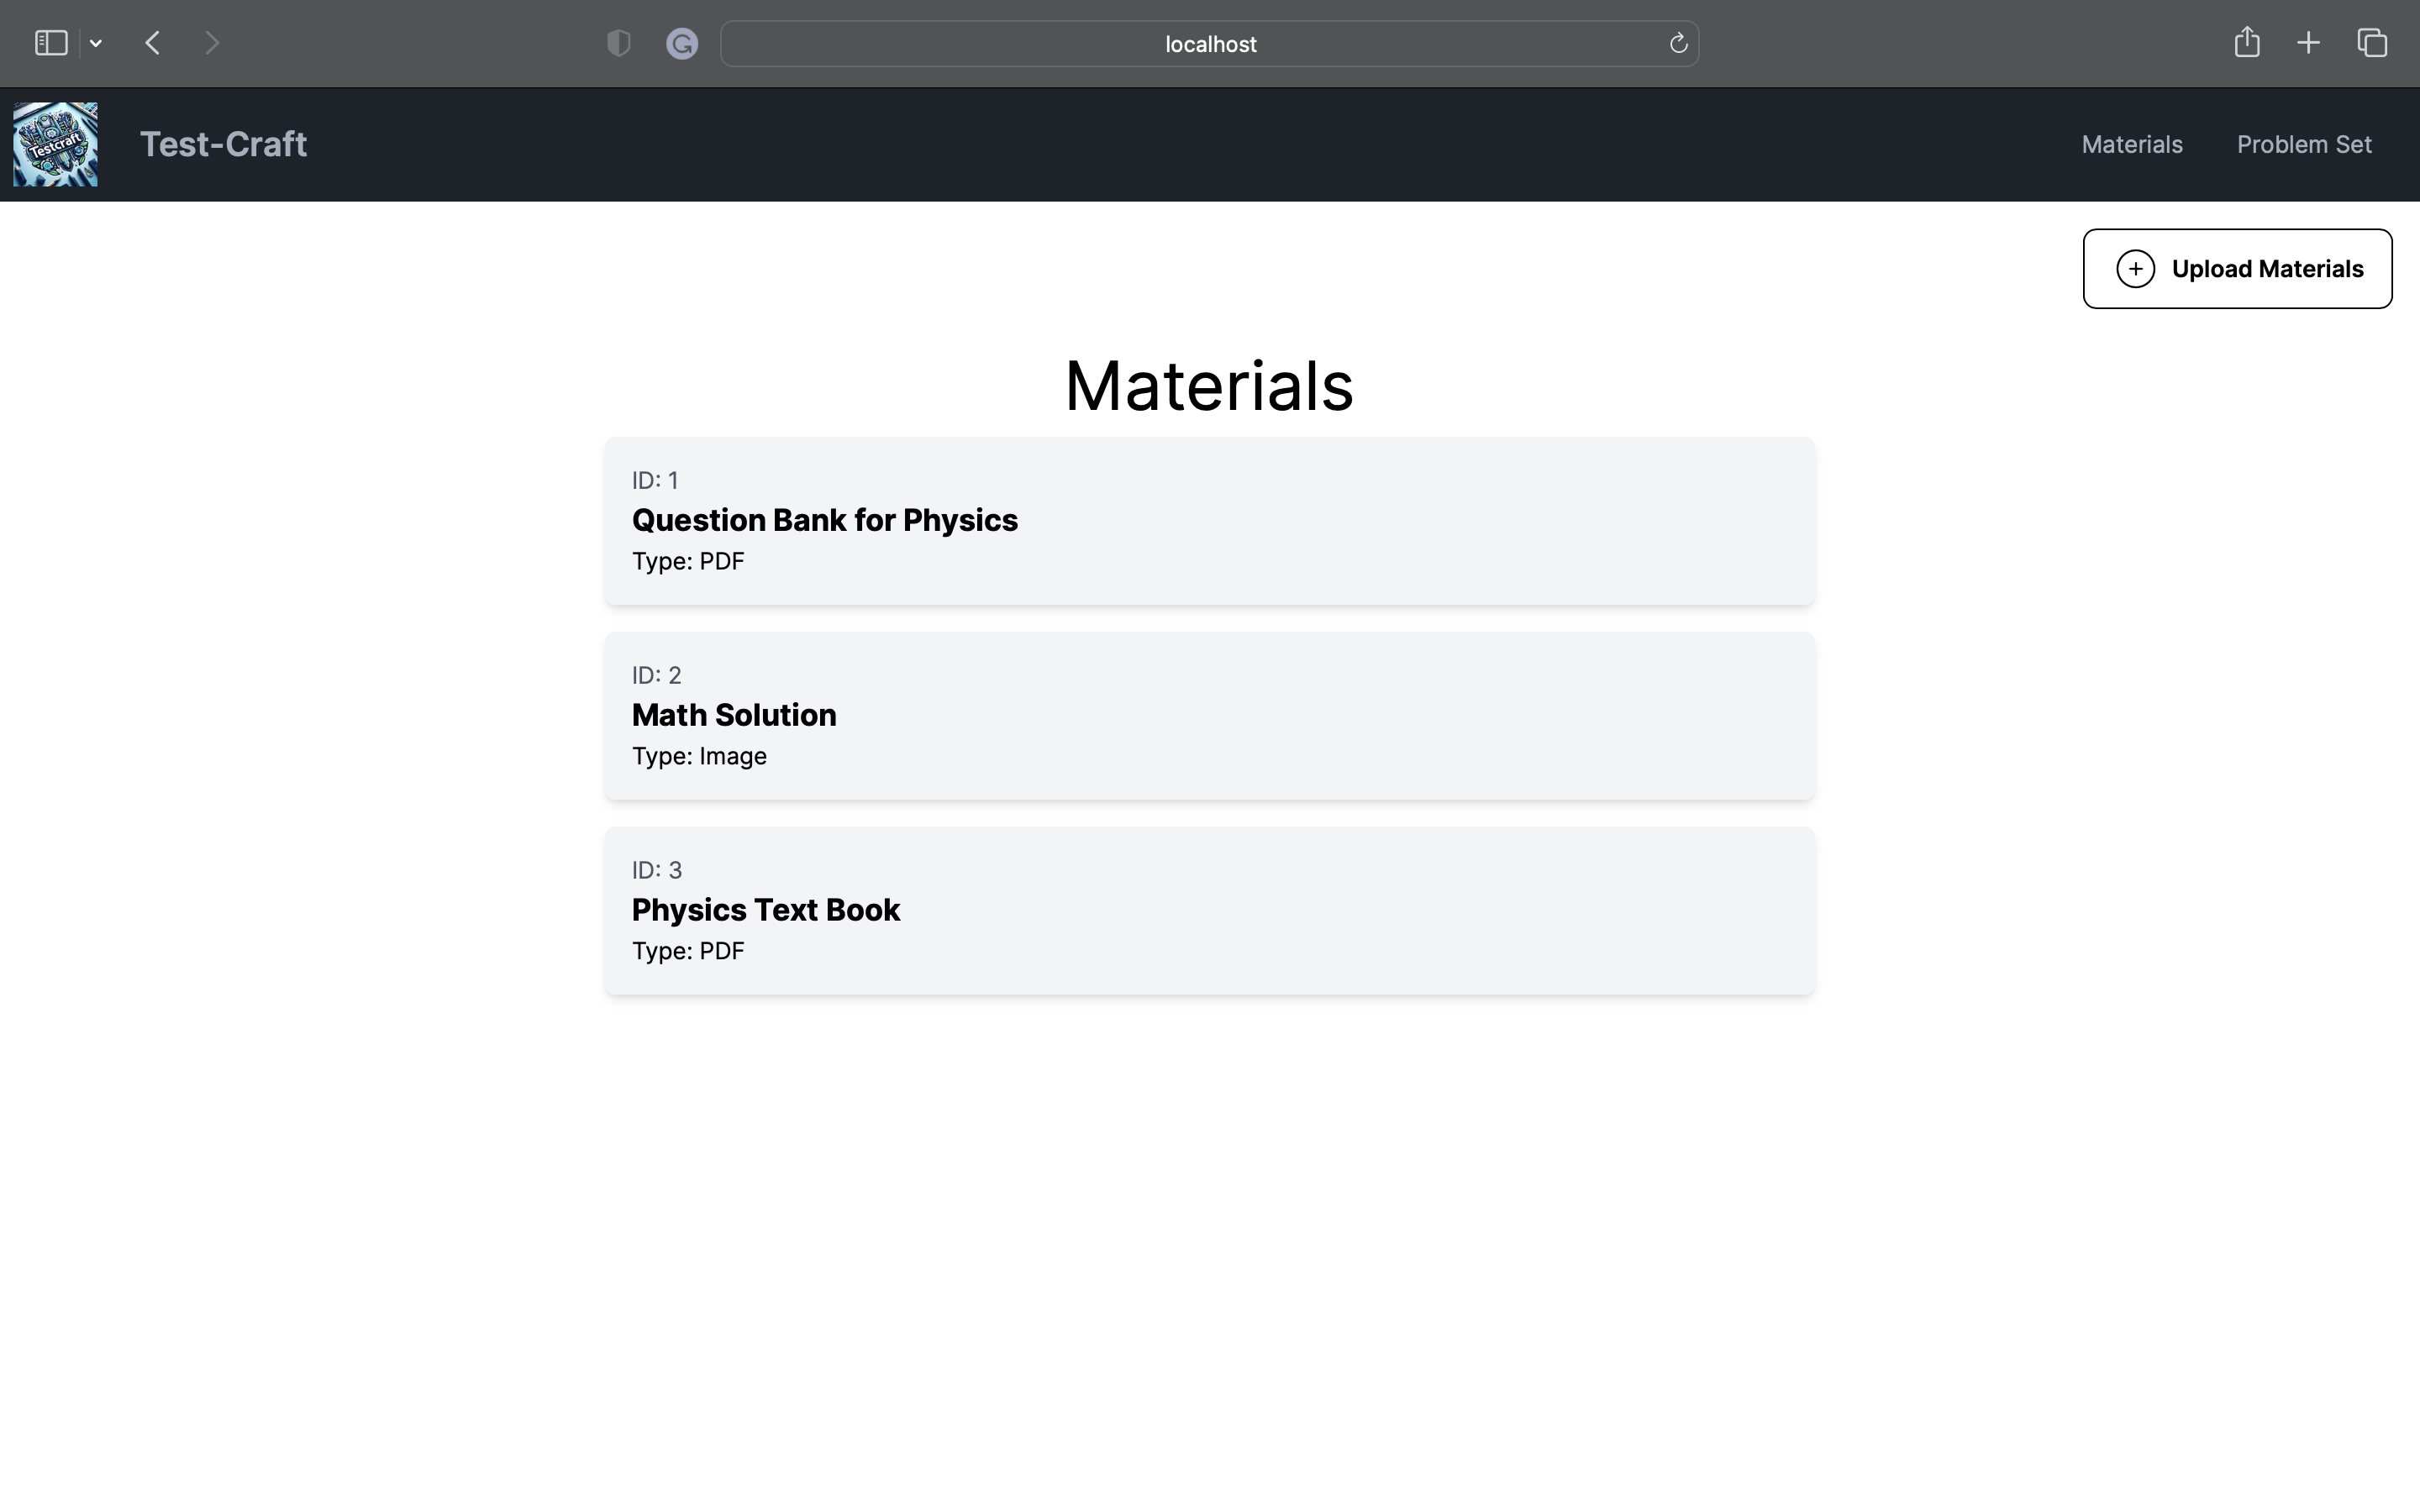 localhost
Testcraft
Test-Craft
Materials
Problem Set
Upload Materials
Materials
ID: 1
Question Bank for Physics
Type: PDF
ID: 2
Math Solution
Type: Image
ID: 3
Physics Text Book
Type: PDF